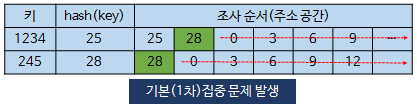 키 hash(key) 조사 순서(주소 공간)
1234 25 25 28 0 3 6 9 ...
245 28 28 0 3 6 9 12
기본(1차)집중 문제 발생